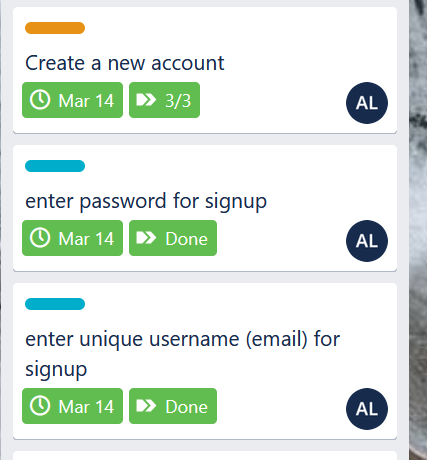 Create a new account
Mar 14 3/3 AL
enter password for signup
Mar 14 Done AL
enter unique username (email) for
signup
Mar 14 Done AL